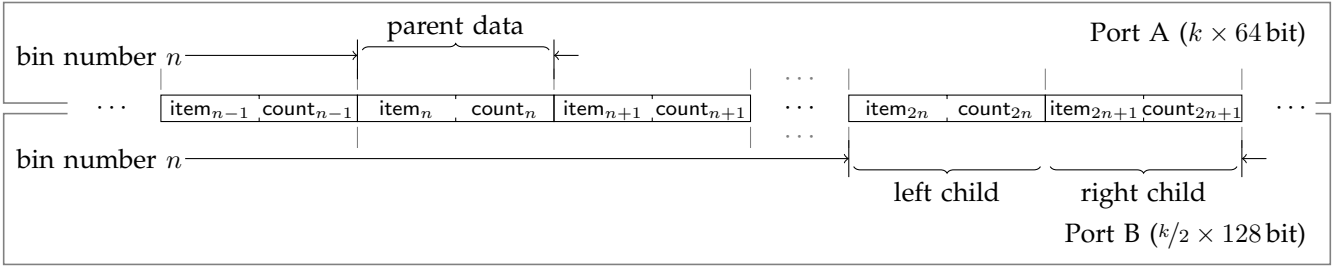 parent data
Port A (k × 64 bit)
bin number n
··· item_{n−1} count_{n−1} item_n count_n item_{n+1} count_{n+1} ··· item_{2n} count_{2n} item_{2n+1} count_{2n+1} ···
bin number n
left child right child
Port B (k/2 × 128 bit)